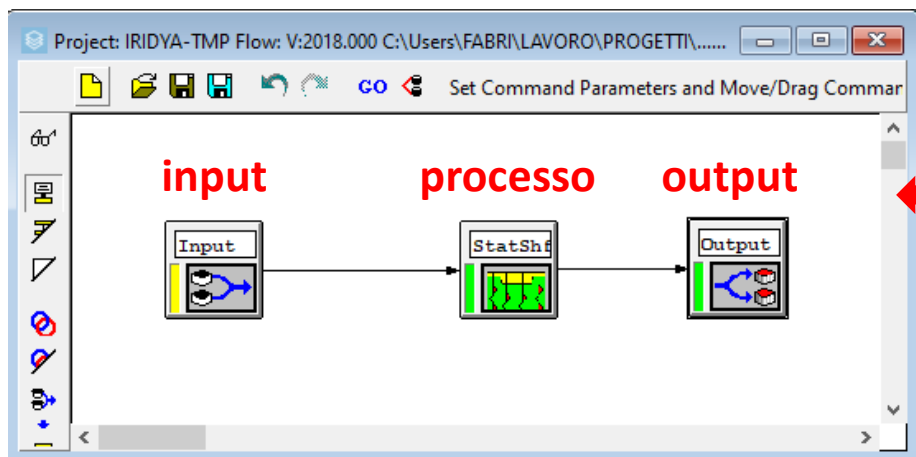 Project: IRIDYA-TMP Flow: V:2018.000 C:\Users\FABRI\LAVORO\PROGETTI\......
GO Set Command Parameters and Move/Drag Commar
input processo output
Input StatShf Output